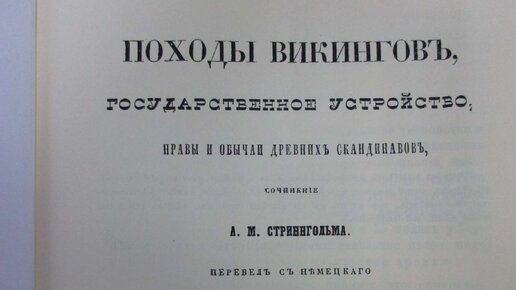 ПОХОДЫ ВИКИНГОВЪ,
ГОСУДАРСТВЕННОЕ УСТРОЙСТВО,
НРАВЫ И ОБЫЧАИ ДРЕВНИХЪ СКАНДИНАВОВЪ,
СОЧИНЕНІЕ
А. М. СТРИННГОЛЬМА.
ПЕРЕВЕЛЪ СЪ НѢМЕЦКАГО